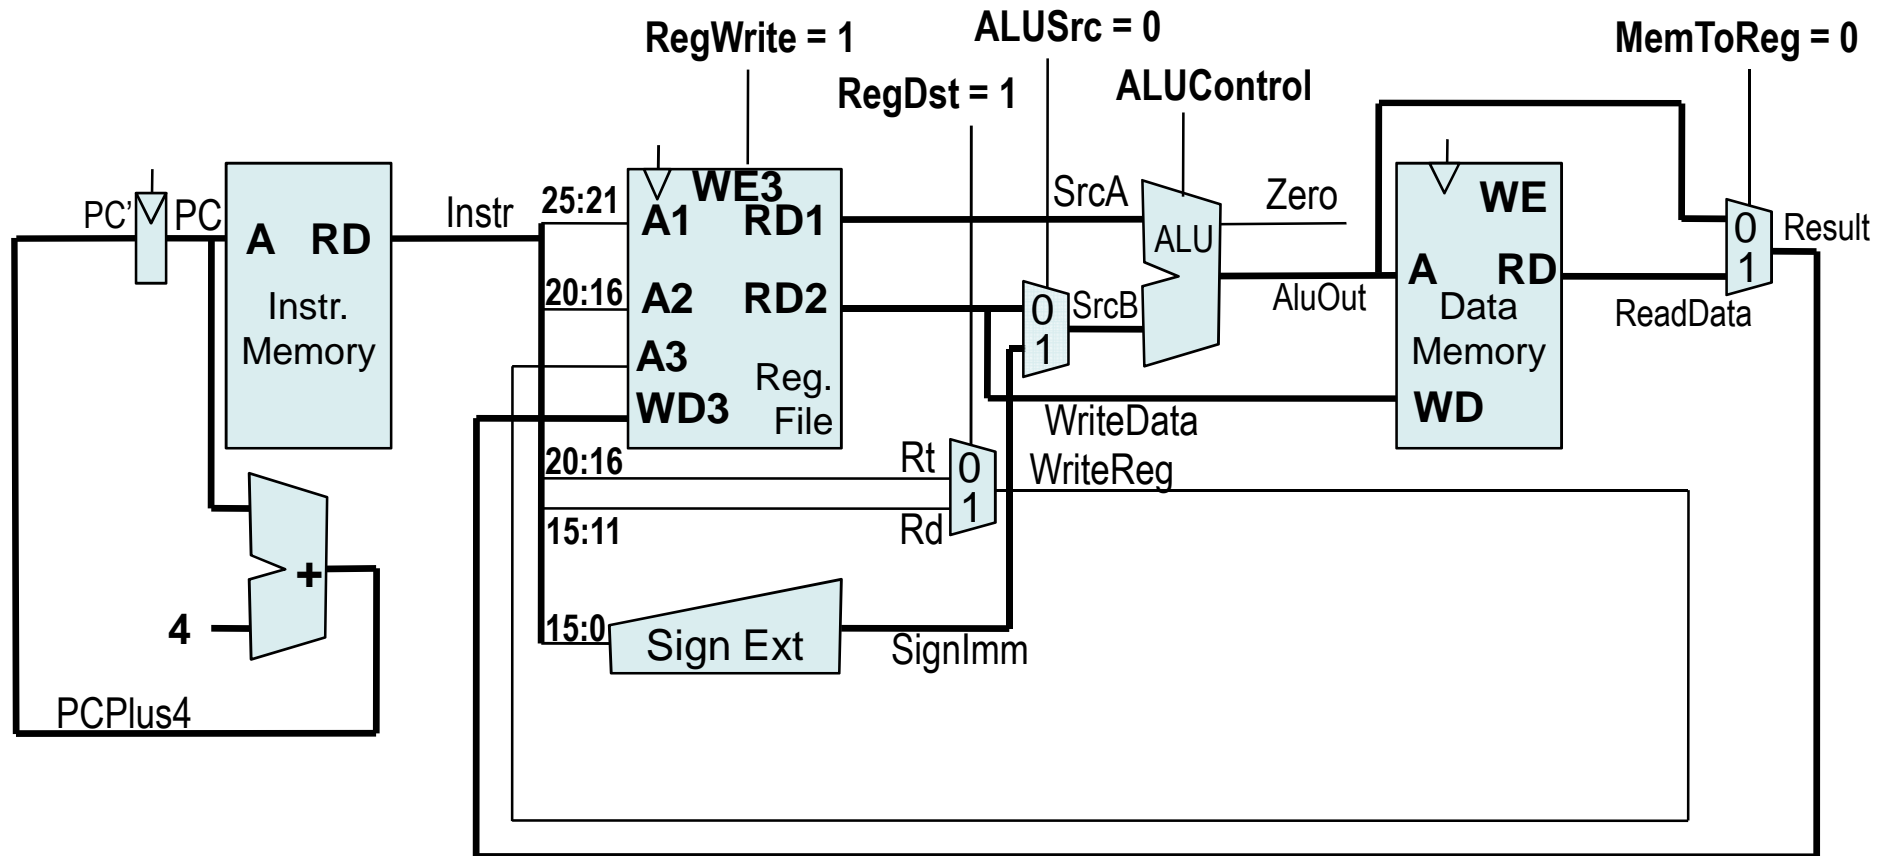 RegWrite = 1
ALUSrc = 0
MemToReg = 0
RegDst = 1
ALUControl
PC'
PC
A RD
Instr.
Memory
Instr
25:21
20:16
WE3
A1 RD1
A2 RD2
A3
WD3
Reg.
File
SrcA
ALU
Zero
0
1
SrcB
AluOut
WE
A RD
Data
Memory
WD
0
1
Result
ReadData
WriteData
WriteReg
20:16
Rt
0
1
15:11
Rd
+
4
15:0
Sign Ext
SignImm
PCPlus4